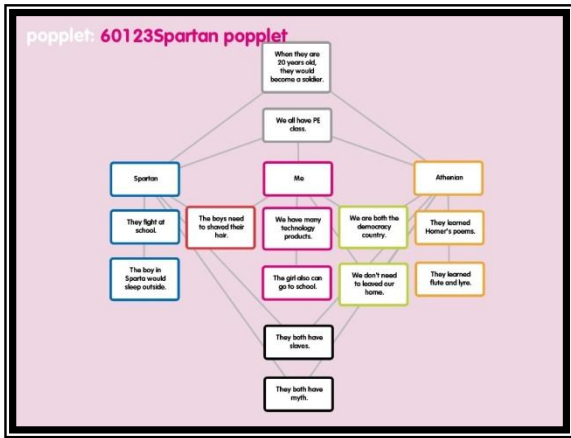 popplet: 60123Spartan popplet
When they are
20 years old,
they would
become a soldier.
We all have PE
class.
Spartan
Me
Athenian
They fight at
school.
The boys need
to shaved their
hair.
We have many
technology
products.
We are both the
democracy
country.
They learned
Homer's poems.
The boy in
Sparta would
sleep outside.
The girl also can
go to school.
We don't need
to leaved our
home.
They learned
flute and lyre.
They both have
slaves.
They both have
myth.